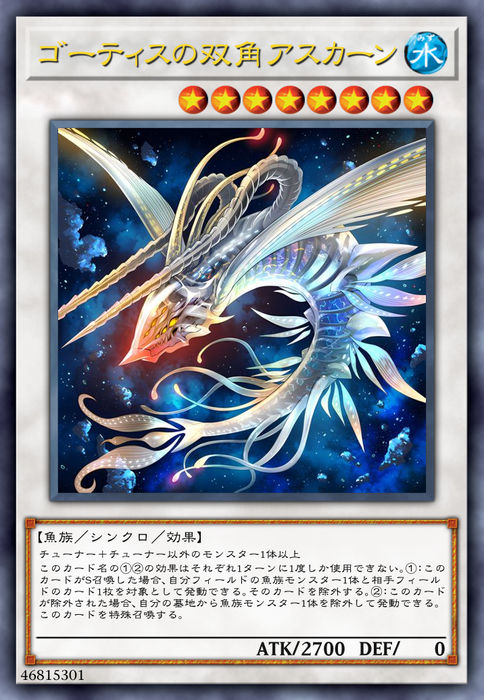 ゴーティスの双角アスカーン
みず
水
【魚族／シンクロ／効果】
チューナー＋チューナー以外のモンスター1体以上
このカード名の①②の効果はそれぞれ1ターンに1度しか使用できない。①：こ
のカードがS召喚した場合、自分フィールドの魚族モンスター1体と相手フィール
ドのカード1枚を対象として発動できる。そのカードを除外する。②：このカード
が除外された場合、自分の墓地から魚族モンスター1体を除外して発動できる。
このカードを特殊召喚する。
ATK/2700 DEF/ 0
46815301